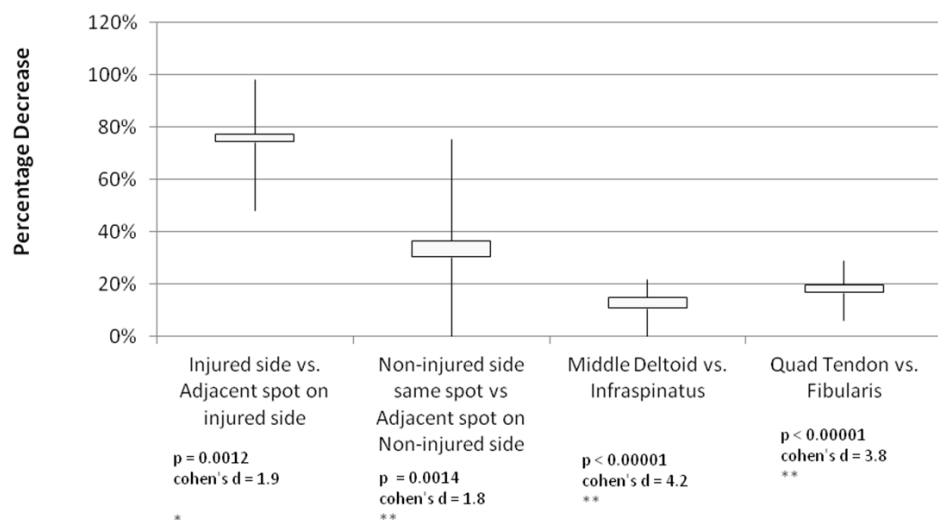 Percentage Decrease
120%
100%
80%
60%
40%
20%
0%
Injured side vs.
Adjacent spot on
injured side
p = 0.0012
cohen's d = 1.9
*
Non-injured side
same spot vs
Adjacent spot on
Non-injured side
p = 0.0014
cohen's d = 1.8
**
Middle Deltoid vs.
Infraspinatus
p < 0.00001
cohen's d = 4.2
**
Quad Tendon vs.
Fibularis
p < 0.00001
cohen's d = 3.8
**